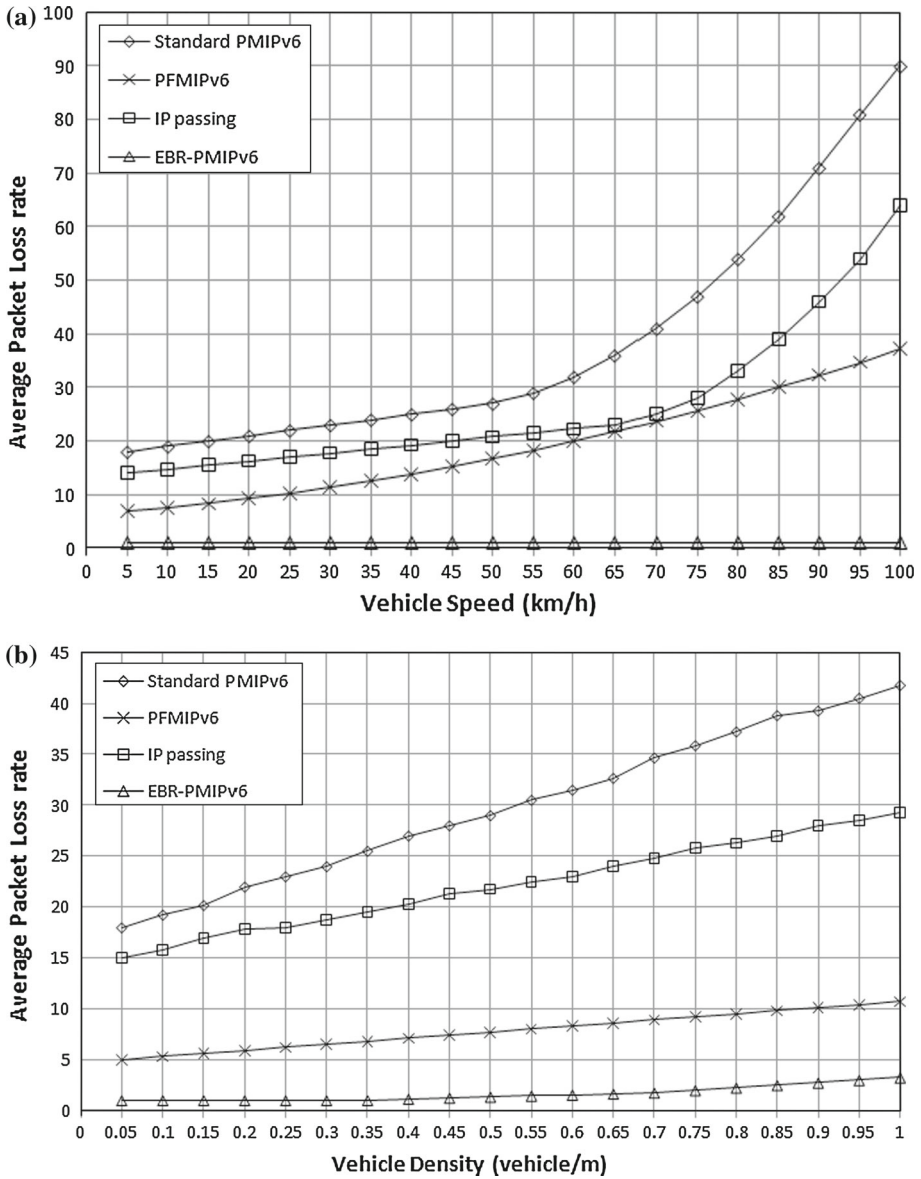 (a)
Average Packet Loss rate
100
90
80
70
60
50
40
30
20
10
0
Standard PMIPv6
PFMIPv6
IP passing
EBR-PMIPv6
0 5 10 15 20 25 30 35 40 45 50 55 60 65 70 75 80 85 90 95 100
Vehicle Speed (km/h)
(b)
Average Packet Loss rate
45
40
35
30
25
20
15
10
5
0
Standard PMIPv6
PFMIPv6
IP passing
EBR-PMIPv6
0 0.05 0.1 0.15 0.2 0.25 0.3 0.35 0.4 0.45 0.5 0.55 0.6 0.65 0.7 0.75 0.8 0.85 0.9 0.95 1
Vehicle Density (vehicle/m)